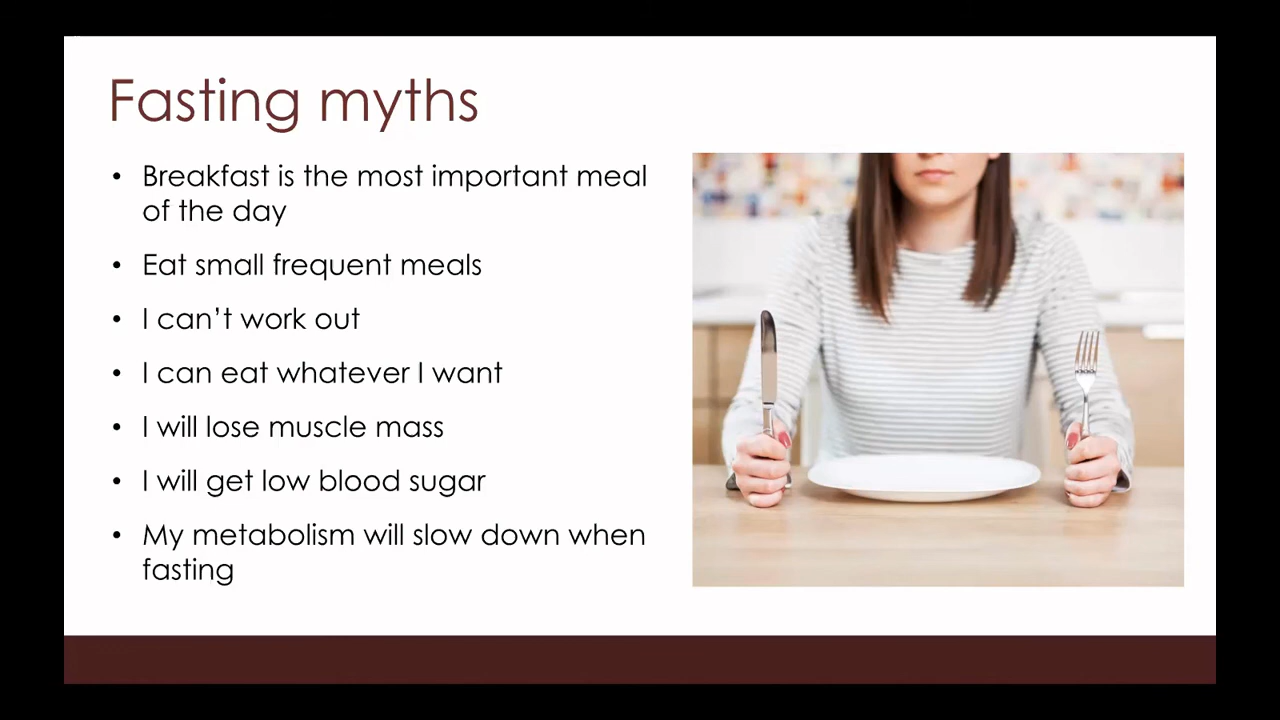 Fasting myths
• Breakfast is the most important meal
of the day
• Eat small frequent meals
• I can’t work out
• I can eat whatever I want
• I will lose muscle mass
• I will get low blood sugar
• My metabolism will slow down when
fasting